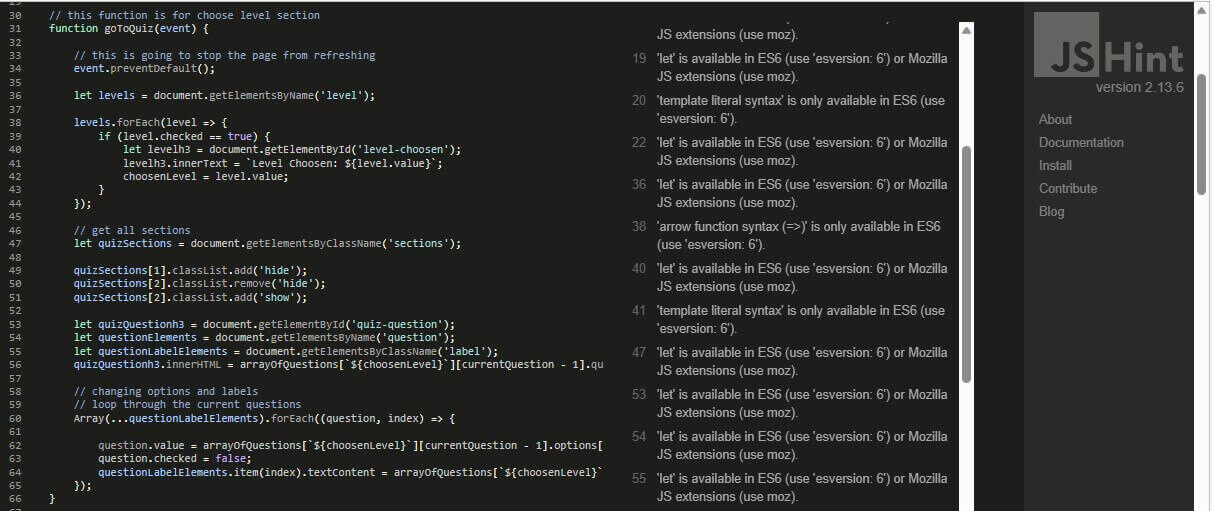 29
30 // this function is for choose level section
31 function goToQuiz(event) {
32
33 // this is going to stop the page from refreshing
34 event.preventDefault();
35
36 let levels = document.getElementsByName('level');
37
38 levels.forEach(level => {
39 if (level.checked == true) {
40 let levelh3 = document.getElementById('level-choosen');
41 levelh3.innerText = `Level Choosen: ${level.value}`;
42 choosenLevel = level.value;
43 }
44 });
45
46 // get all sections
47 let quizSections = document.getElementsByClassName('sections');
48
49 quizSections[1].classList.add('hide');
50 quizSections[2].classList.remove('hide');
51 quizSections[2].classList.add('show');
52
53 let quizQuestionh3 = document.getElementById('quiz-question');
54 let questionElements = document.getElementsByName('question');
55 let questionLabelElements = document.getElementsByClassName('label');
56 quizQuestionh3.innerHTML = arrayOfQuestions[`${choosenLevel}`][currentQuestion - 1].qu
57
58 // changing options and labels
59 // loop through the current questions
60 Array(...questionLabelElements).forEach((question, index) => {
61
62 question.value = arrayOfQuestions[`${choosenLevel}`][currentQuestion - 1].options[
63 question.checked = false;
64 questionLabelElements.item(index).textContent = arrayOfQuestions[`${choosenLevel}`
65 });
66 }
JS extensions (use moz).
19 'let' is available in ES6 (use 'esversion: 6') or Mozilla
JS extensions (use moz).
20 'template literal syntax' is only available in ES6 (use
'esversion: 6').
22 'let' is available in ES6 (use 'esversion: 6') or Mozilla
JS extensions (use moz).
36 'let' is available in ES6 (use 'esversion: 6') or Mozilla
JS extensions (use moz).
38 'arrow function syntax (=>)' is only available in ES6
(use 'esversion: 6').
40 'let' is available in ES6 (use 'esversion: 6') or Mozilla
JS extensions (use moz).
41 'template literal syntax' is only available in ES6 (use
'esversion: 6').
47 'let' is available in ES6 (use 'esversion: 6') or Mozilla
JS extensions (use moz).
53 'let' is available in ES6 (use 'esversion: 6') or Mozilla
JS extensions (use moz).
54 'let' is available in ES6 (use 'esversion: 6') or Mozilla
JS extensions (use moz).
55 'let' is available in ES6 (use 'esversion: 6') or Mozilla
JS extensions (use moz).
JSHint
version 2.13.6
About
Documentation
Install
Contribute
Blog